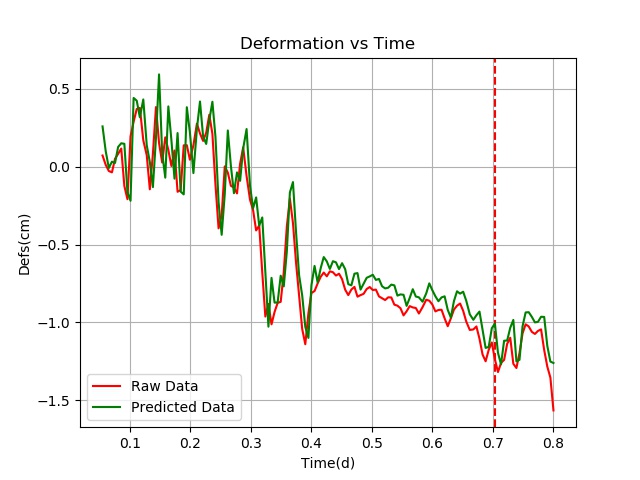 Deformation vs Time
Defs(cm)
0.5
0.0
−0.5
−1.0
−1.5
Raw Data
Predicted Data
0.1 0.2 0.3 0.4 0.5 0.6 0.7 0.8
Time(d)